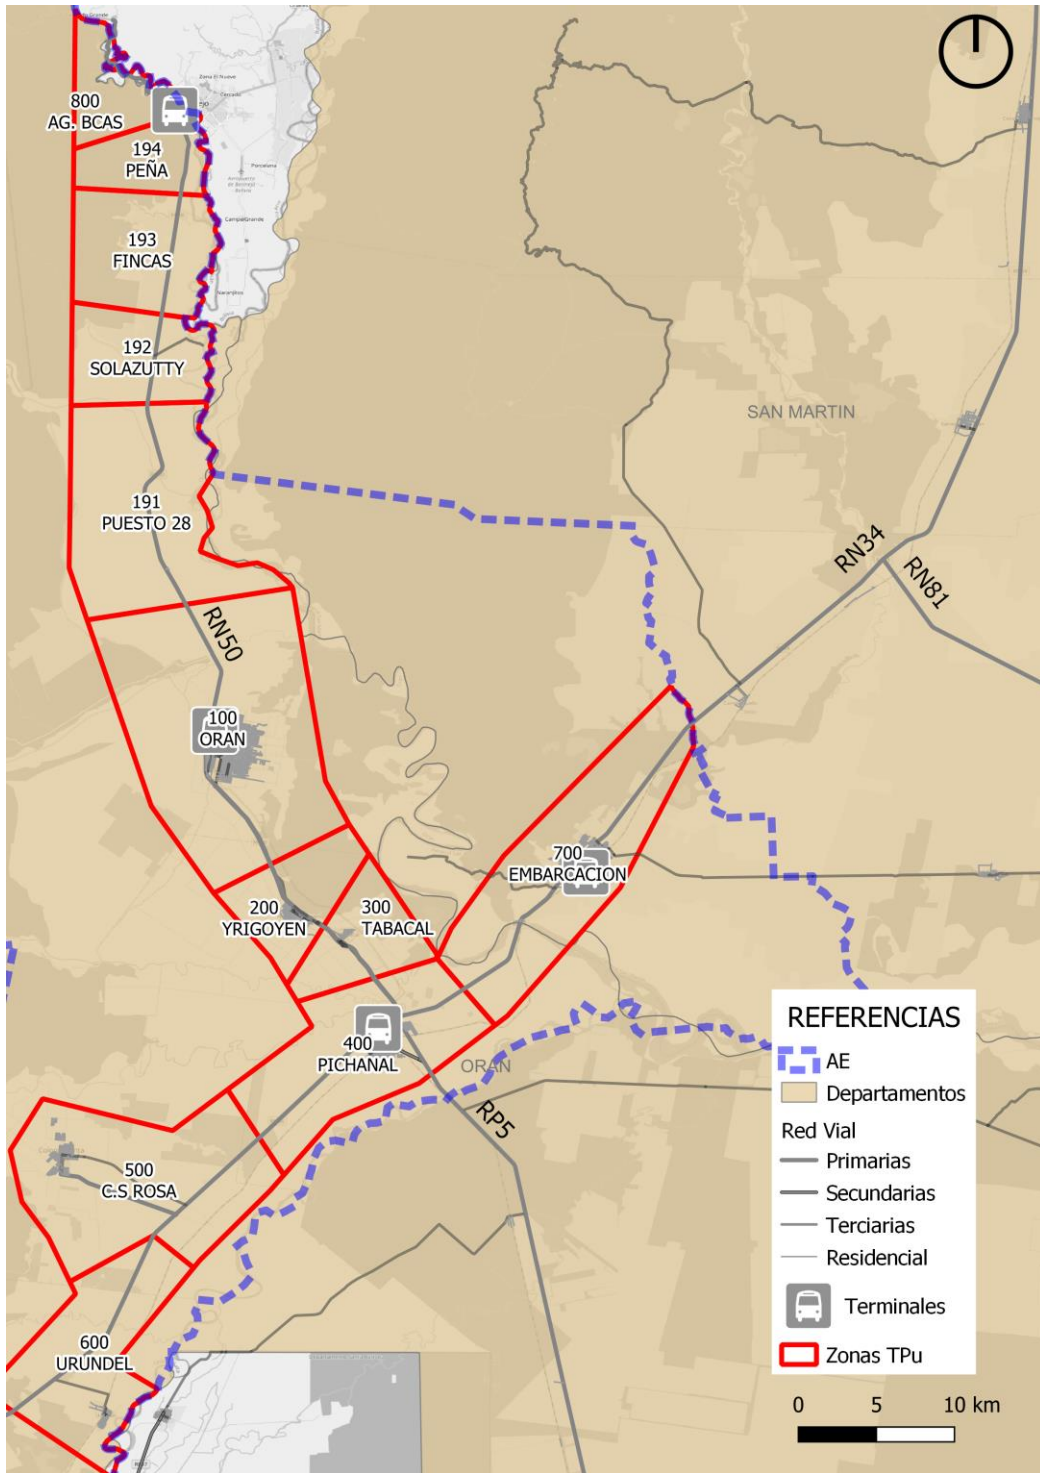 800
AG. BCAS
194
PEÑA
193
FINCAS
192
SOLAZUTTY
191
PUESTO 28
SAN MARTIN
RN34
RN81
RN50
100
ORAN
700
EMBARCACION
200
YRIGOYEN
300
TABACAL
400
PICHANAL
ORAN
RP5
500
C.S ROSA
600
URUNDEL
REFERENCIAS
AE
Departamentos
Red Vial
Primarias
Secundarias
Terciarias
Residencial
Terminales
Zonas TPu
0 5 10 km